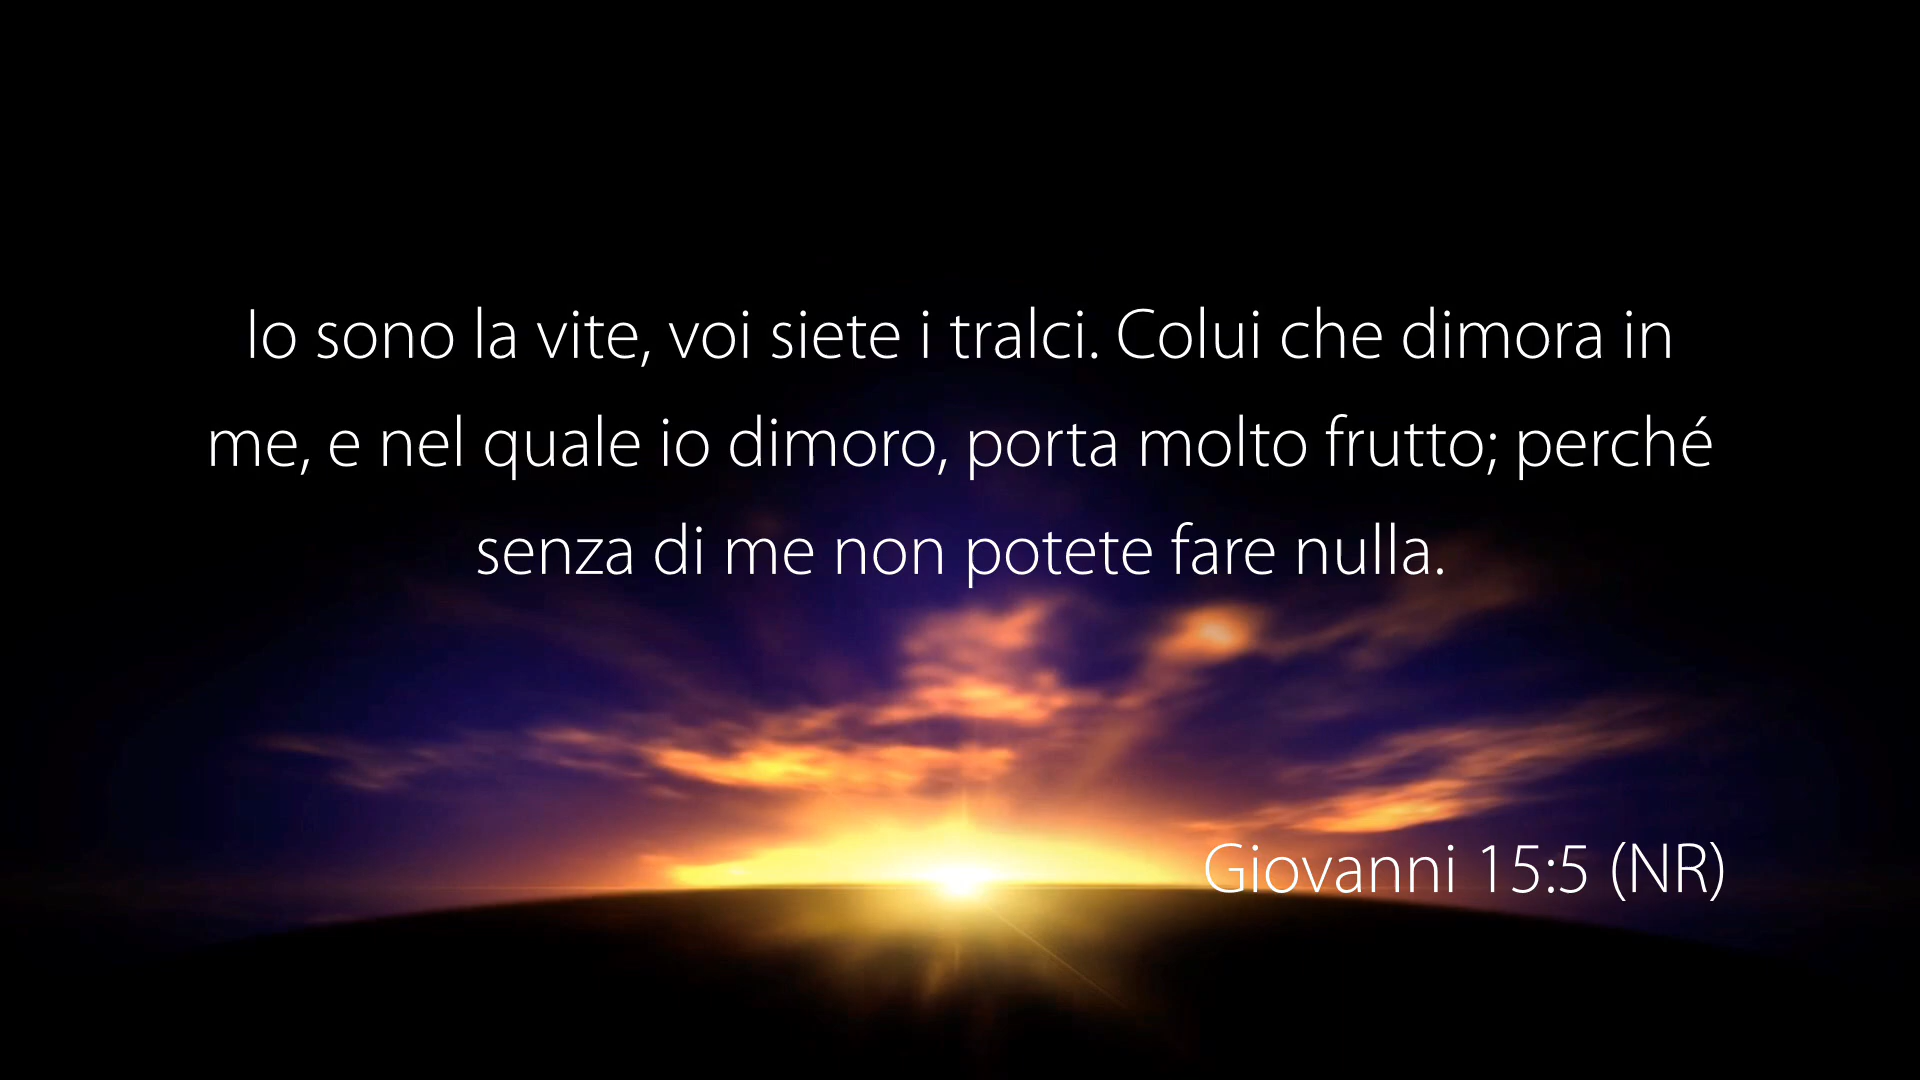 Io sono la vite, voi siete i tralci. Colui che dimora in
me, e nel quale io dimoro, porta molto frutto; perché
senza di me non potete fare nulla.
Giovanni 15:5 (NR)